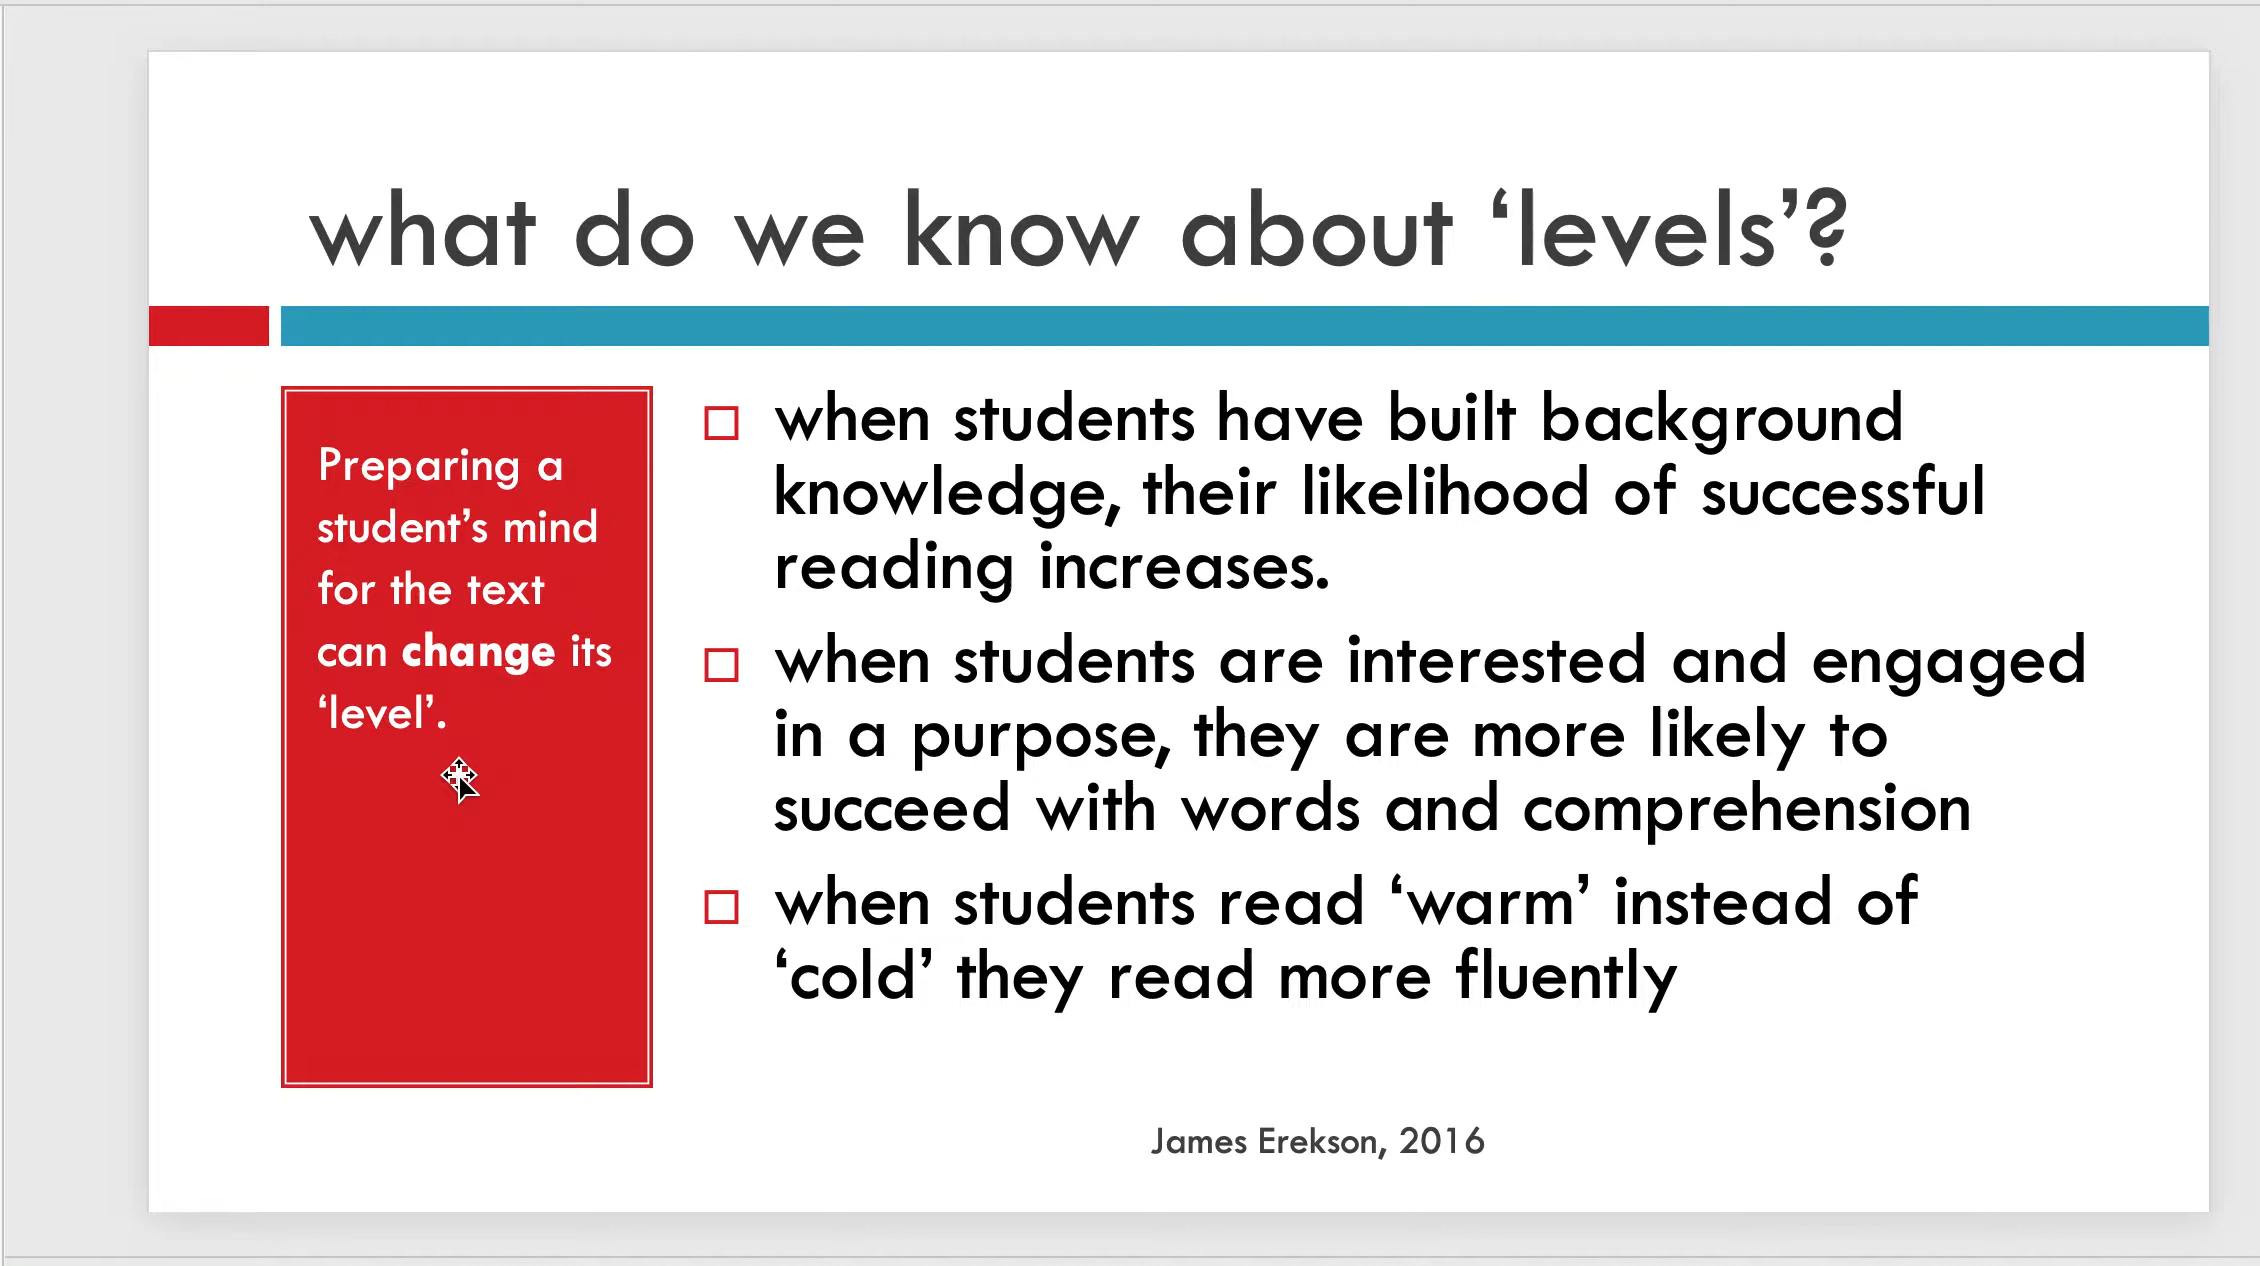 what do we know about ‘levels’?
Preparing a
student’s mind
for the text
can change its
‘level’.
when students have built background
knowledge, their likelihood of successful
reading increases.
when students are interested and engaged
in a purpose, they are more likely to
succeed with words and comprehension
when students read ‘warm’ instead of
‘cold’ they read more fluently
James Erekson, 2016